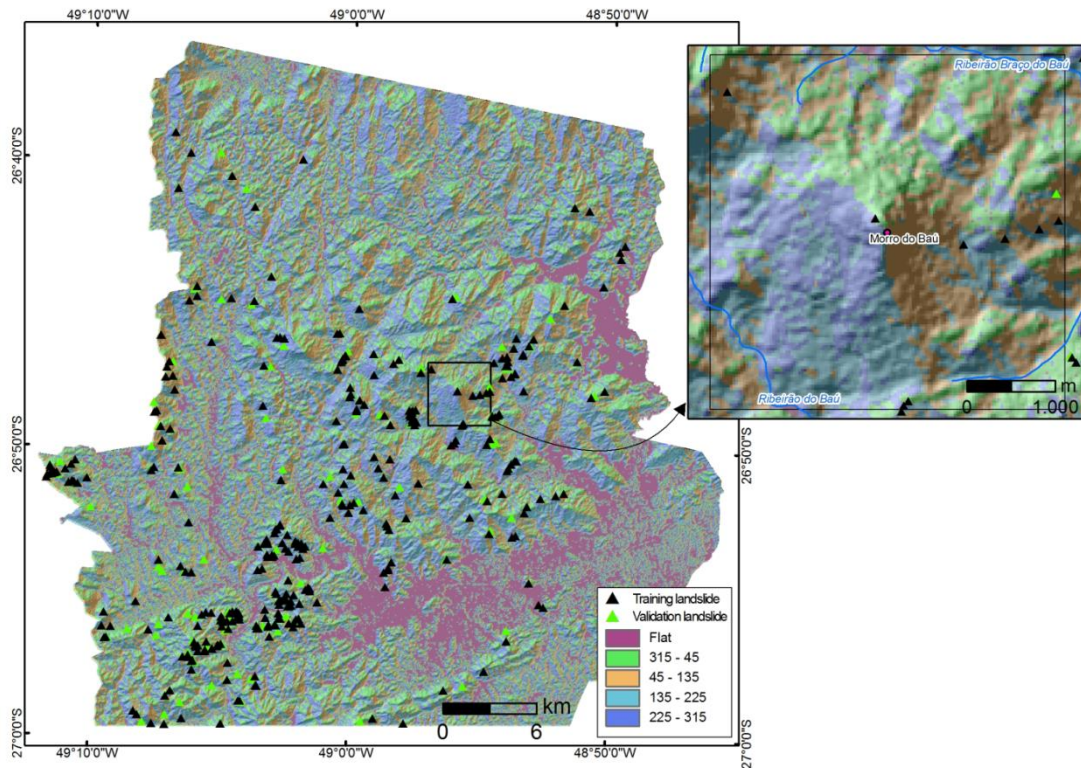 49°10'0"W
49°0'0"W
48°50'0"W
Ribeirão Braço do Baú
26°40'0"S
Morro do Baú
m
0
1.000
Ribeirão do Baú
26°50'0"S
26°50'0"S
Training landslide
Validation landslide
Flat
315 - 45
45 - 135
135 - 225
225 - 315
km
0
6
27°0'0"S
27°0'0"S
49°10'0"W
49°0'0"W
48°50'0"W